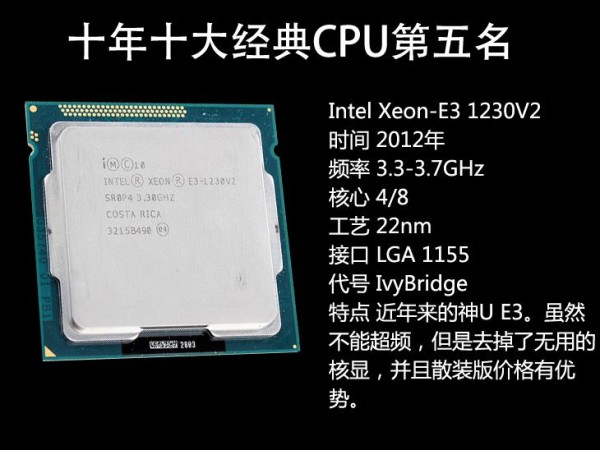 十年十大经典CPU第五名
Intel Xeon-E3 1230V2
时间 2012年
频率 3.3-3.7GHz
核心 4/8
工艺 22nm
接口 LGA 1155
代号 IvyBridge
特点 近年来的神U E3。虽然
不能超频，但是去掉了无用的
核显，并且散装版价格有优
势。
i Ⓜ Ⓒ 10
INTEL® XEON® E3-1230V2
SR0P4 3.30GHZ
COSTA RICA
3215B490 e4
2803